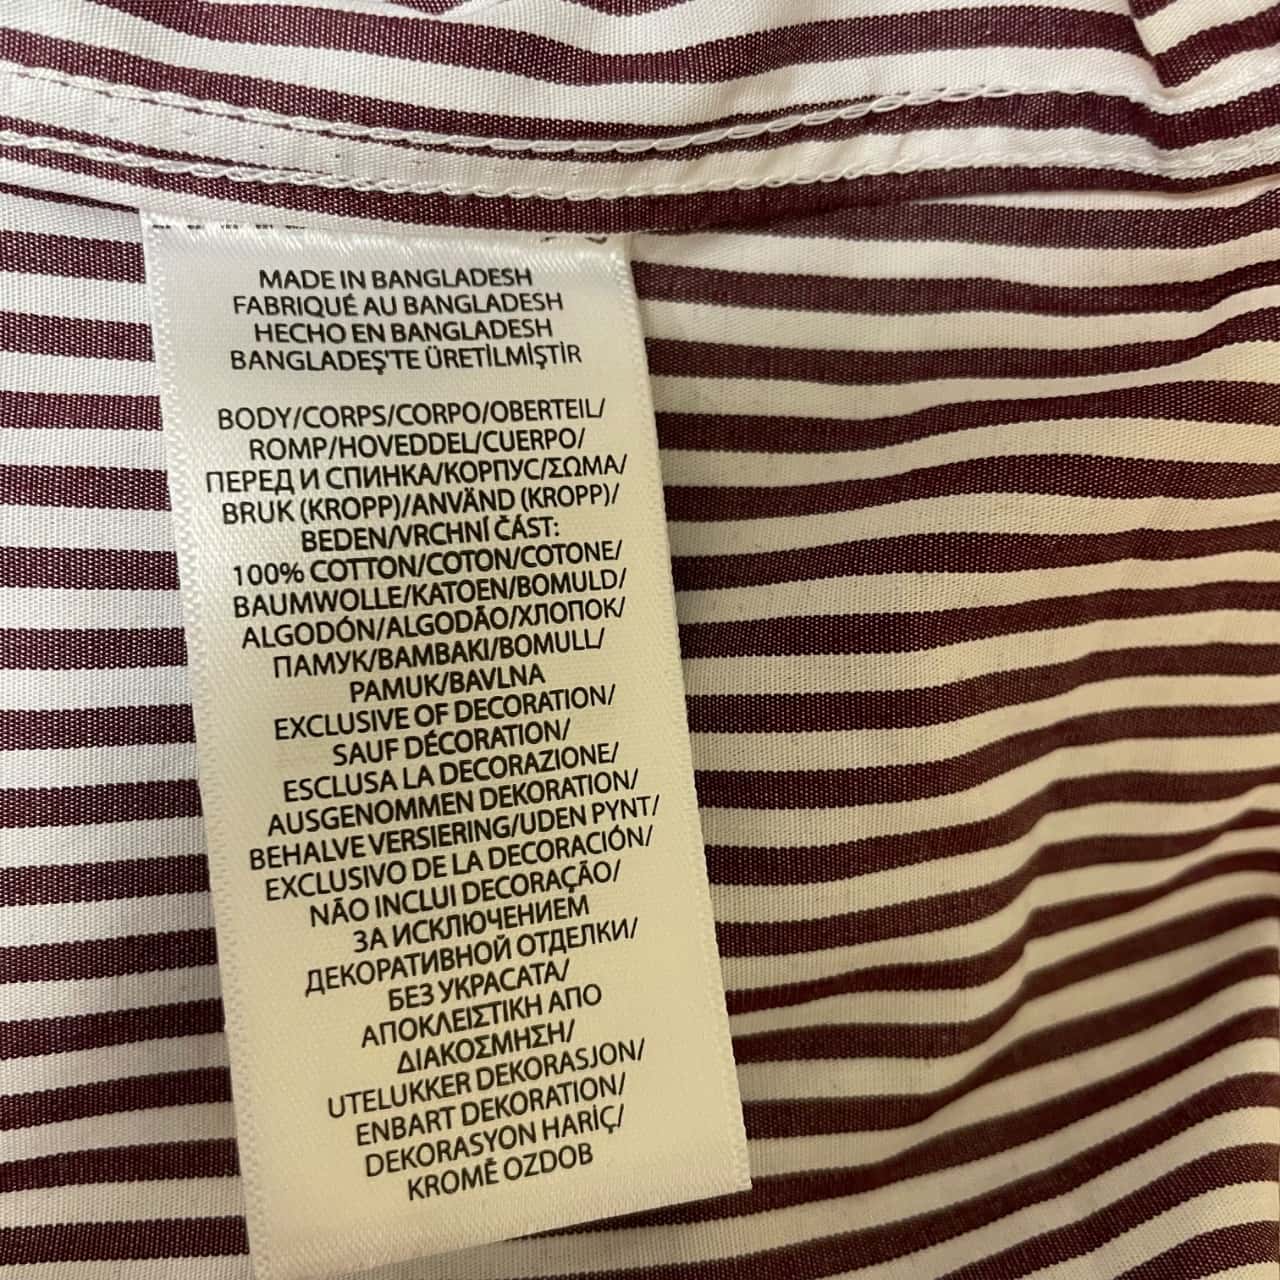 MADE IN BANGLADESH
FABRIQUÉ AU BANGLADESH
HECHO EN BANGLADESH
BANGLADEŞ'TE ÜRETİLMİŞTİR
BODY/CORPS/CORPO/OBERTEIL/
ROMP/HOVEDDEL/CUERPO/
ПЕРЕД И СПИНКА/КОРПУС/ΣΩΜΑ/
BRUK (KROPP)/ANVÄND (KROPP)/
BEDEN/VRCHNÍ ČÁST:
100% COTTON/COTON/COTONE/
BAUMWOLLE/KATOEN/BOMULD/
ALGODÓN/ALGODÃO/ХЛОПОК/
ПАМУК/BAMBAKI/BOMULL/
PAMUK/BAVLNA
EXCLUSIVE OF DECORATION/
SAUF DÉCORATION/
ESCLUSA LA DECORAZIONE/
AUSGENOMMEN DEKORATION/
BEHALVE VERSIERING/UDEN PYNT/
EXCLUSIVO DE LA DECORACIÓN/
NÃO INCLUI DECORAÇÃO/
ЗА ИСКЛЮЧЕНИЕМ
ДЕКОРАТИВНОЙ ОТДЕЛКИ/
БЕЗ УКРАСАТА/
ΑΠΟΚΛΕΙΣΤΙΚΗ ΑΠΟ
ΔΙΑΚΟΣΜΗΣΗ/
UTELUKKER DEKORASJON/
ENBART DEKORATION/
DEKORASYON HARİÇ/
KROMĚ OZDOB